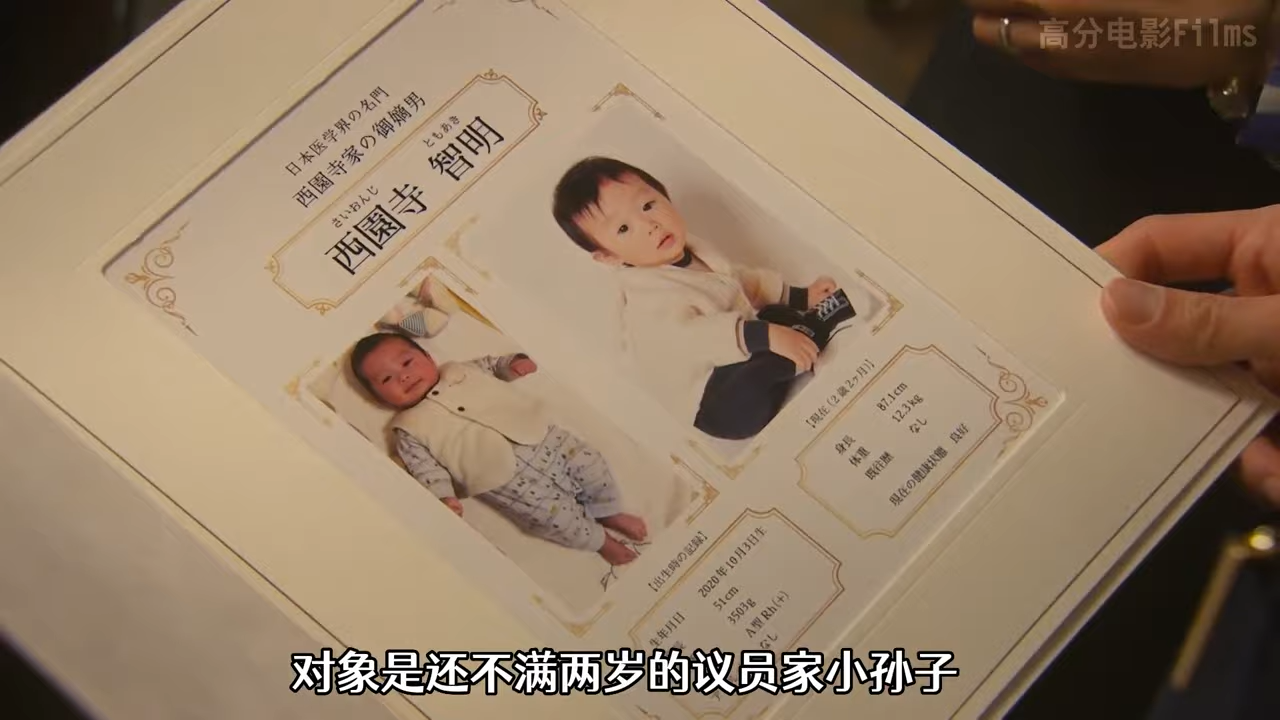 高分电影Films
日本医学界の名門
西園寺家の御嫡男
さいおんじ ともあき
西園寺 智明
【現在（2歳2ヶ月）】
身長 87.1cm
体重 12.3kg
既往歴 なし
現在の健康状態 良好
【出生時の記録】
生年月日 2020年10月3日生
51cm
3503g
A型 Rh(+)
なし
对象是还不满两岁的议员家小孙子